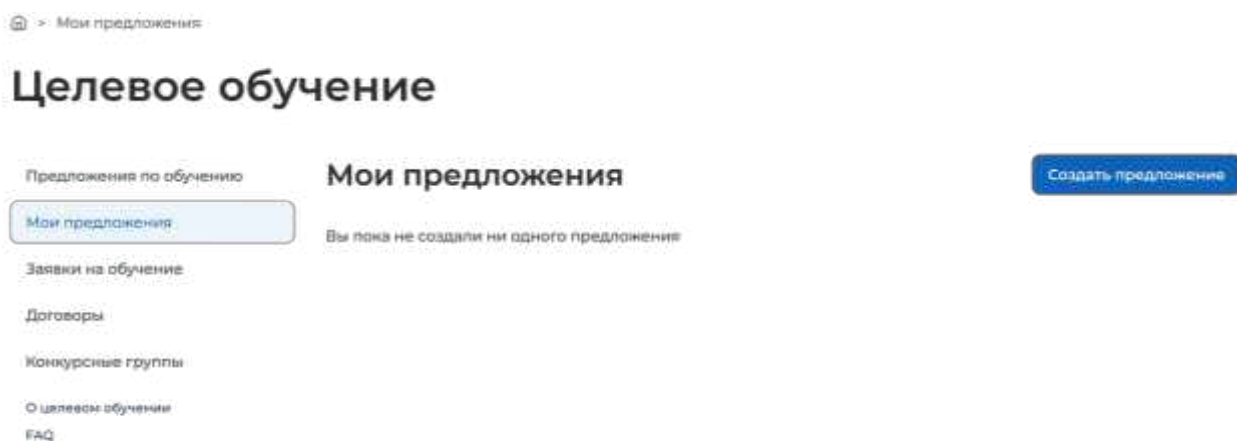 > Мои предложения
Целевое обучение
Предложения по обучению
Мои предложения
Заявки на обучение
Договоры
Конкурсные группы
О целевом обучении
FAQ
Мои предложения
Создать предложение
Вы пока не создали ни одного предложения